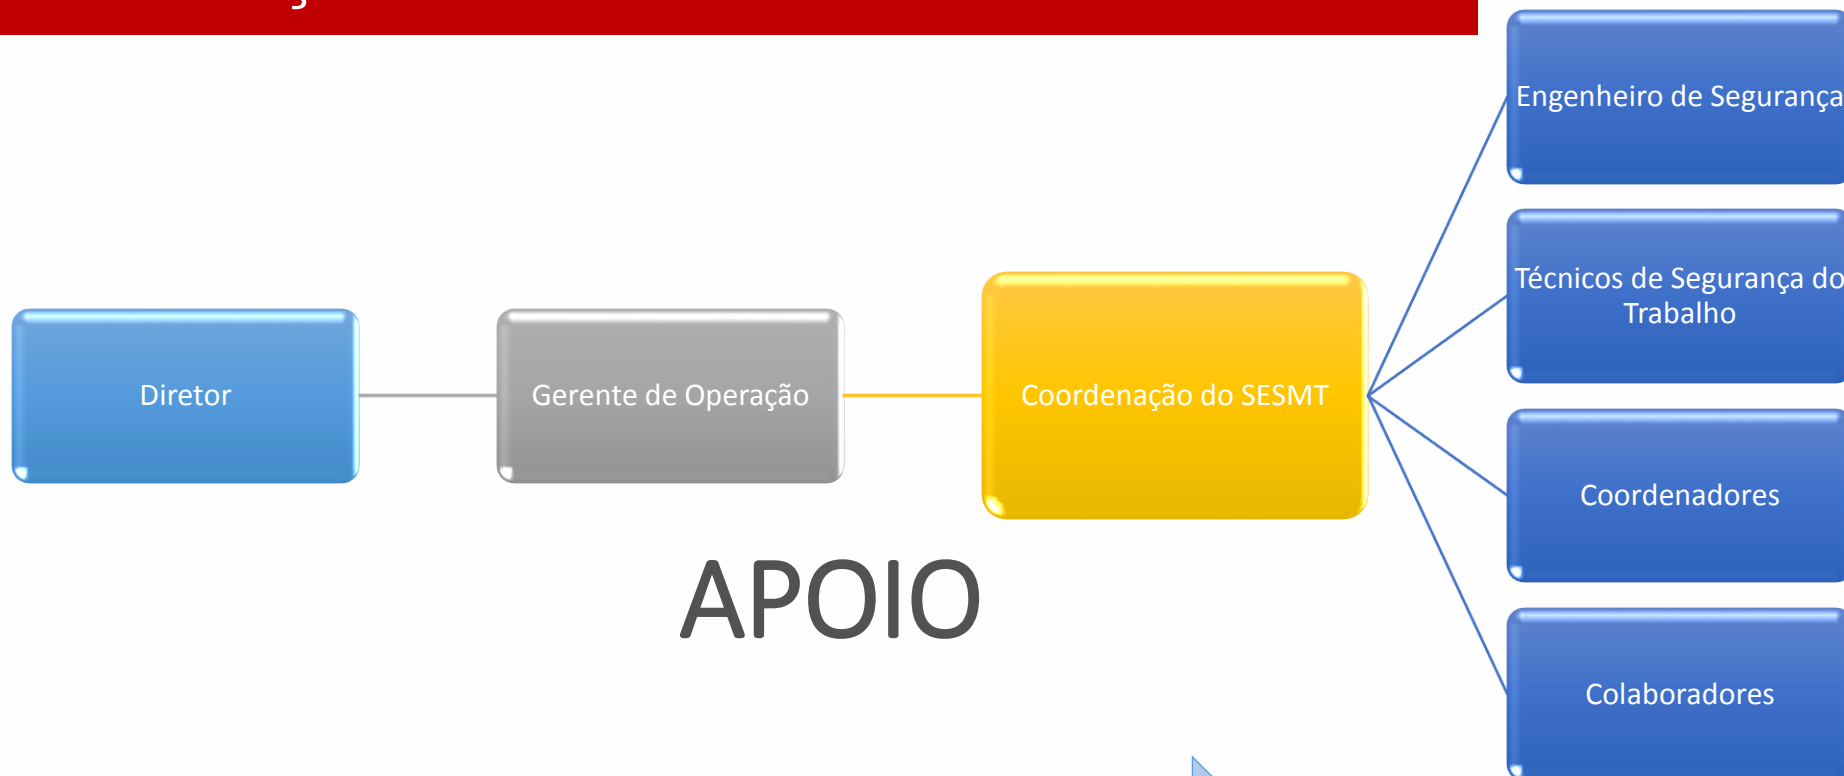 Engenheiro de Segurança
Técnicos de Segurança do
Trabalho
Diretor
Gerente de Operação
Coordenação do SESMT
Coordenadores
APOIO
Colaboradores